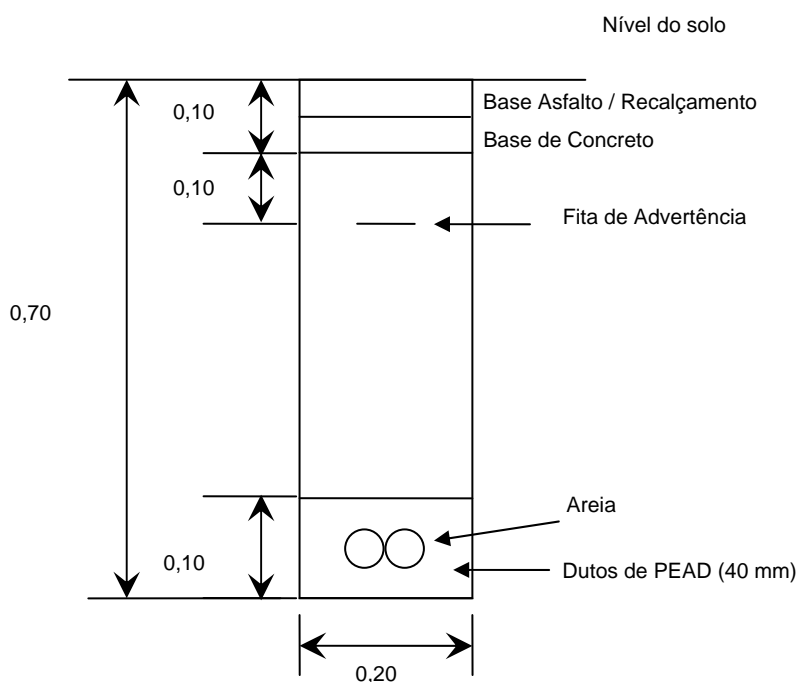 Nível do solo
Base Asfalto / Recalçamento
0,10
Base de Concreto
0,10
Fita de Advertência
0,70
Areia
0,10
Dutos de PEAD (40 mm)
0,20